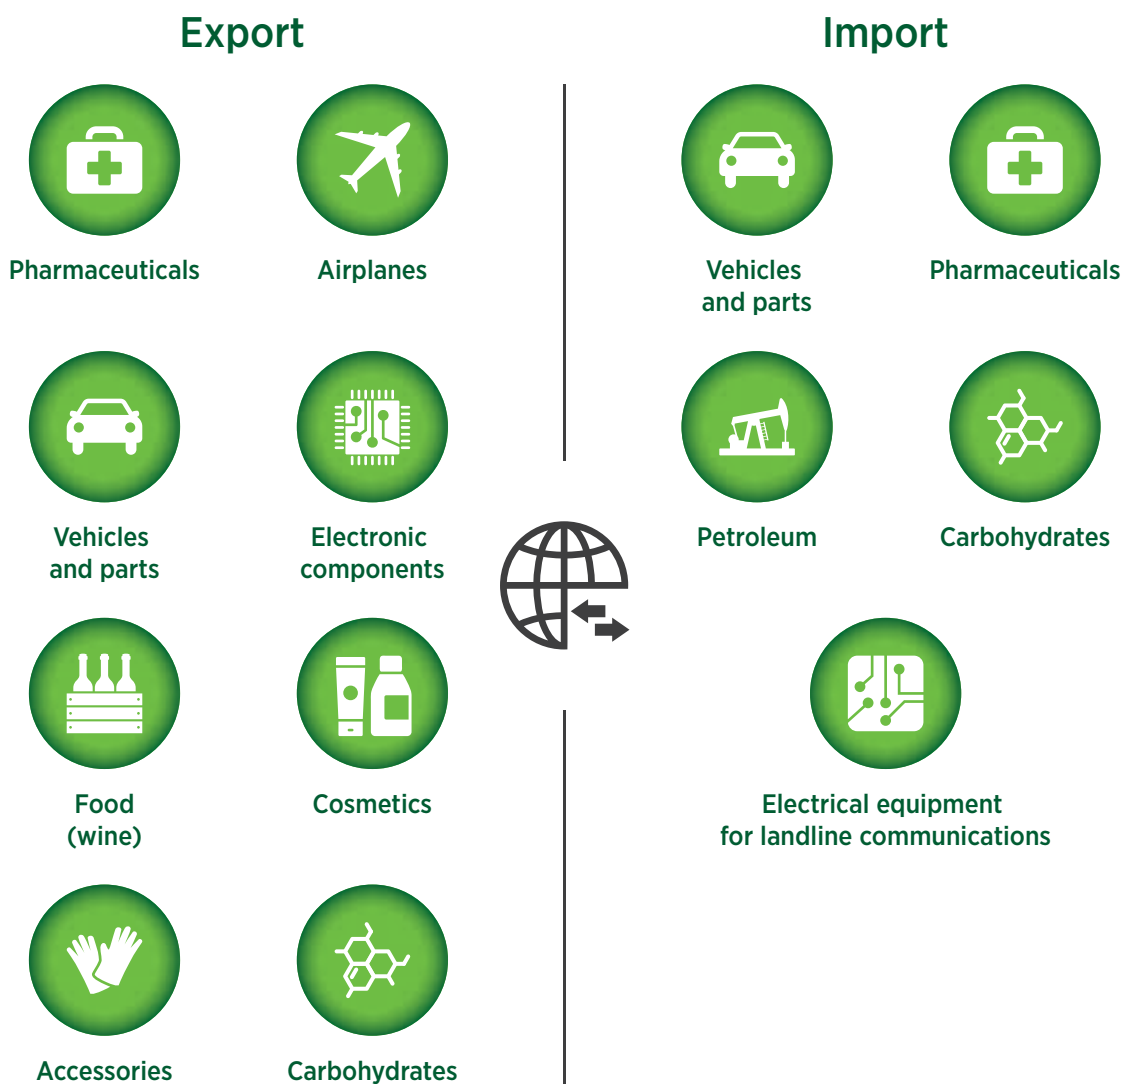 Export
Pharmaceuticals
Airplanes
Vehicles
and parts
Electronic
components
Food
(wine)
Cosmetics
Accessories
Carbohydrates
Import
Vehicles
and parts
Pharmaceuticals
Petroleum
Carbohydrates
Electrical equipment
for landline communications